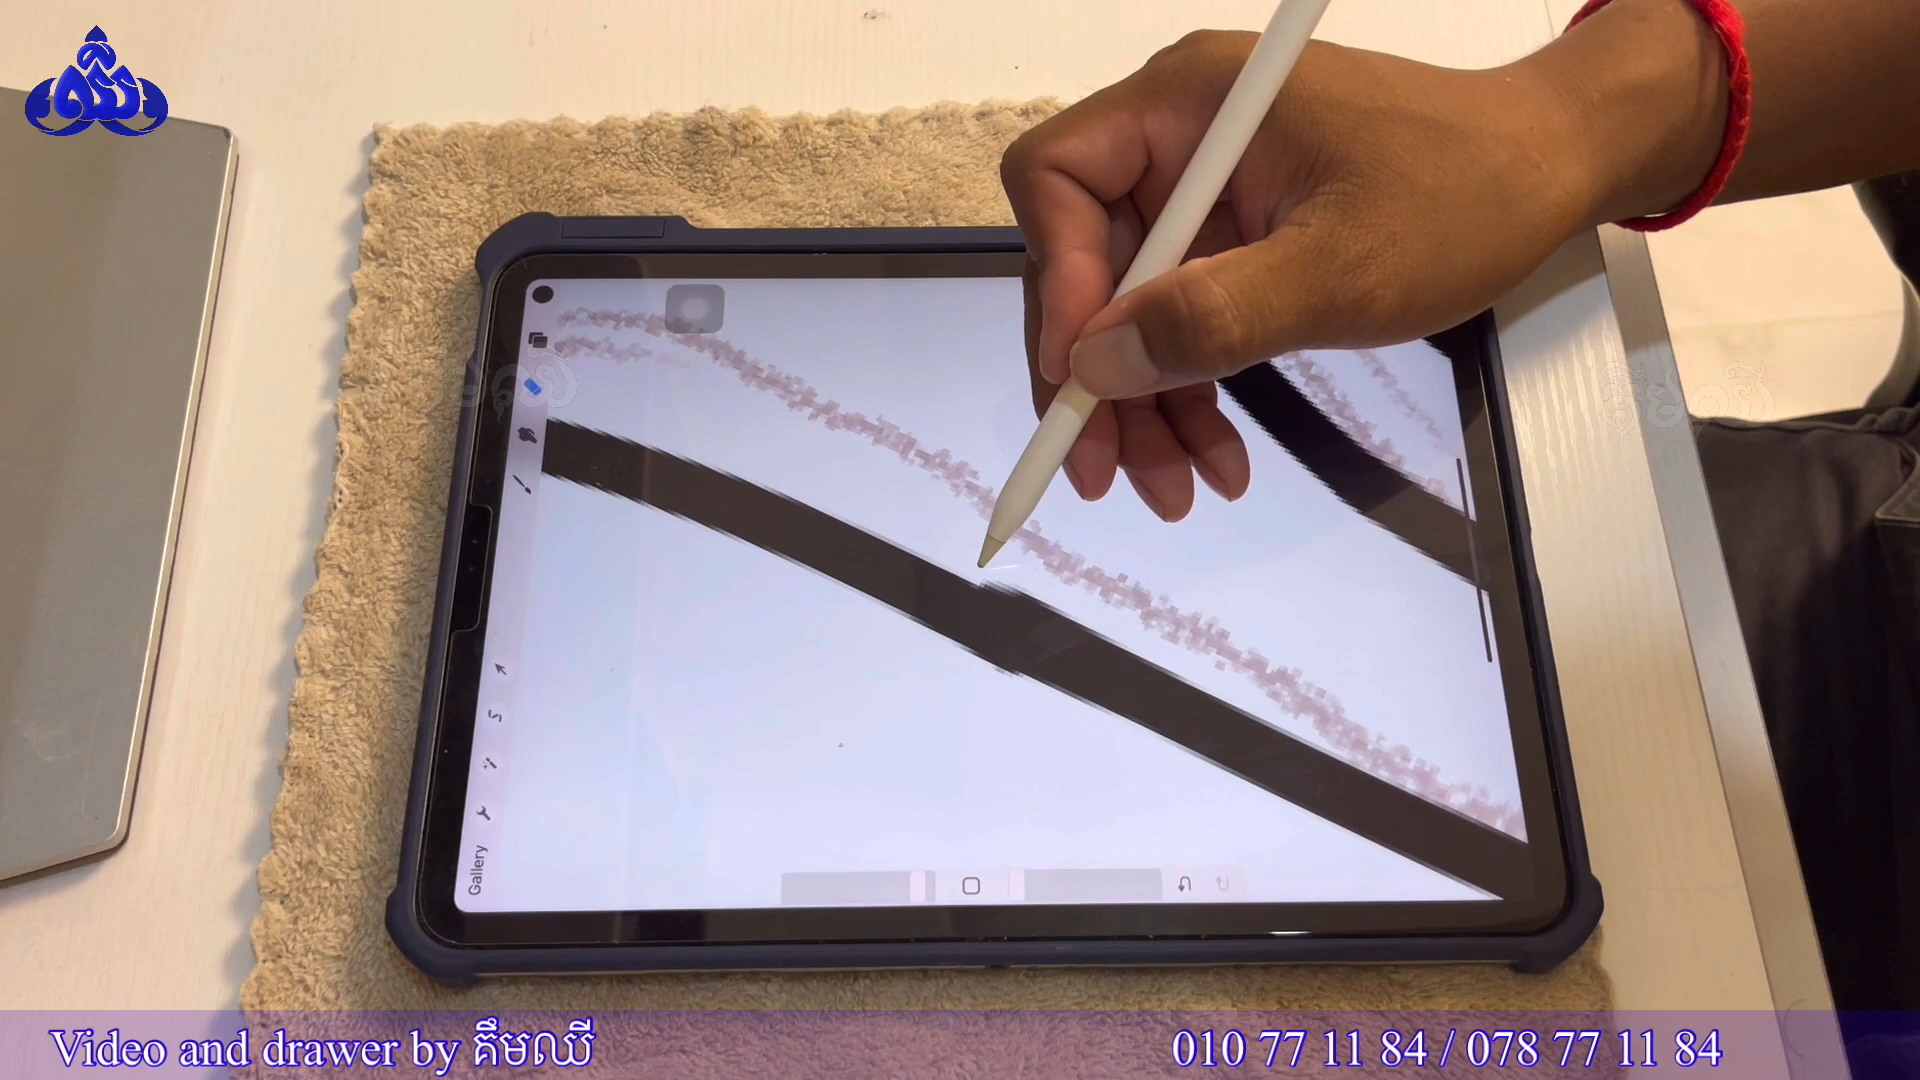 Gallery
Video and drawer by គឹមឈី
010 77 11 84 / 078 77 11 84